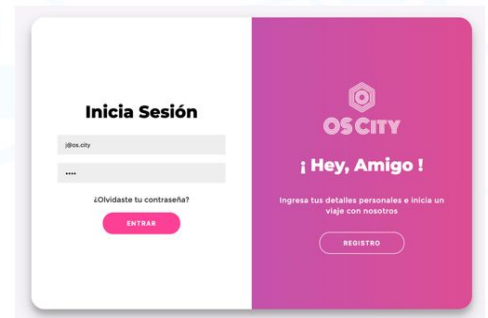 Inicia Sesión
j@os.city
¿Olvidaste tu contraseña?
ENTRAR
OS CITY
¡ Hey, Amigo !
Ingresa tus detalles personales e inicia un
viaje con nosotros
REGISTRO